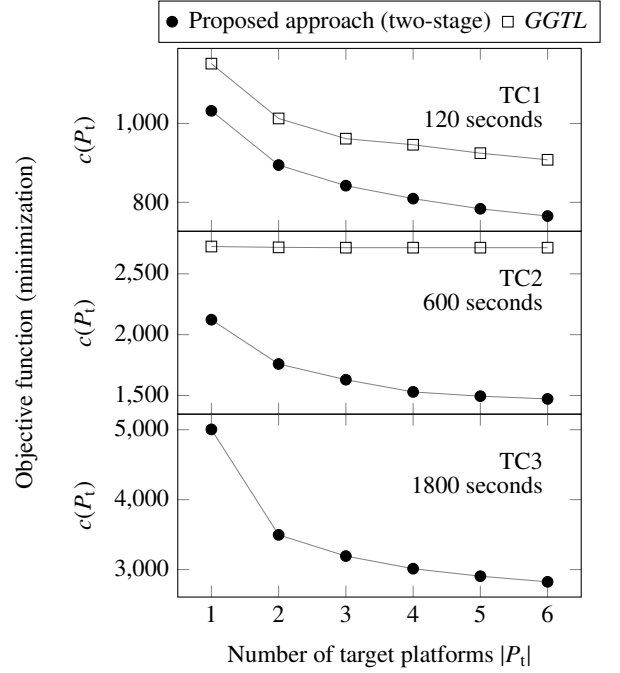 Proposed approach (two-stage) GGTL
Objective function (minimization)
c(Pt)
1,000
800
TC1
120 seconds
c(Pt)
2,500
2,000
1,500
TC2
600 seconds
c(Pt)
5,000
4,000
3,000
TC3
1800 seconds
1 2 3 4 5 6
Number of target platforms |Pt|